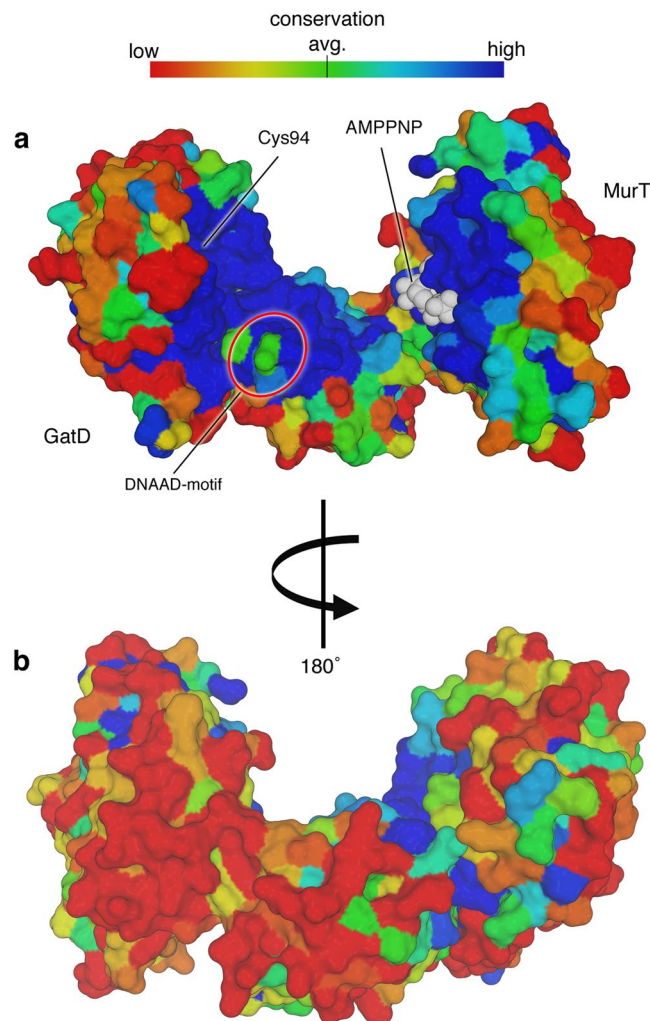 conservation
low avg. high
a
Cys94
AMPPNP
MurT
GatD
DNAAD-motif
180°
b